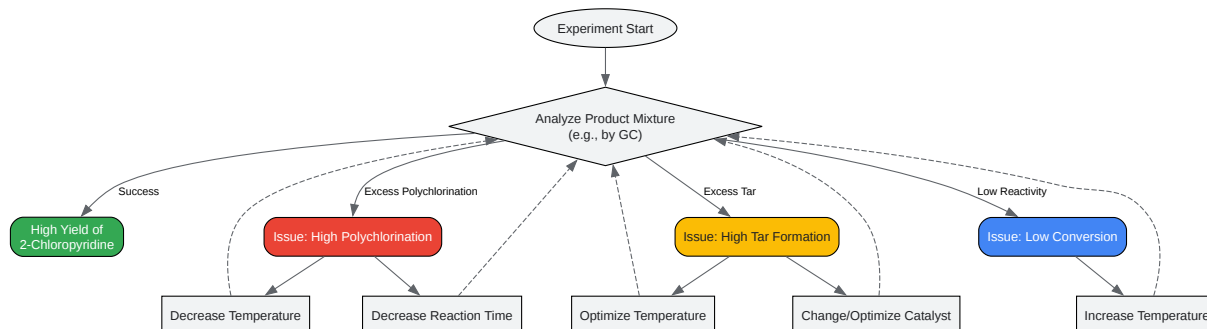 Experiment Start
Analyze Product Mixture
(e.g., by GC)
Success
Excess Polychlorination
Excess Tar
Low Reactivity
High Yield of
2-Chloropyridine
Issue: High Polychlorination
Issue: High Tar Formation
Issue: Low Conversion
Decrease Temperature
Decrease Reaction Time
Optimize Temperature
Change/Optimize Catalyst
Increase Temperature